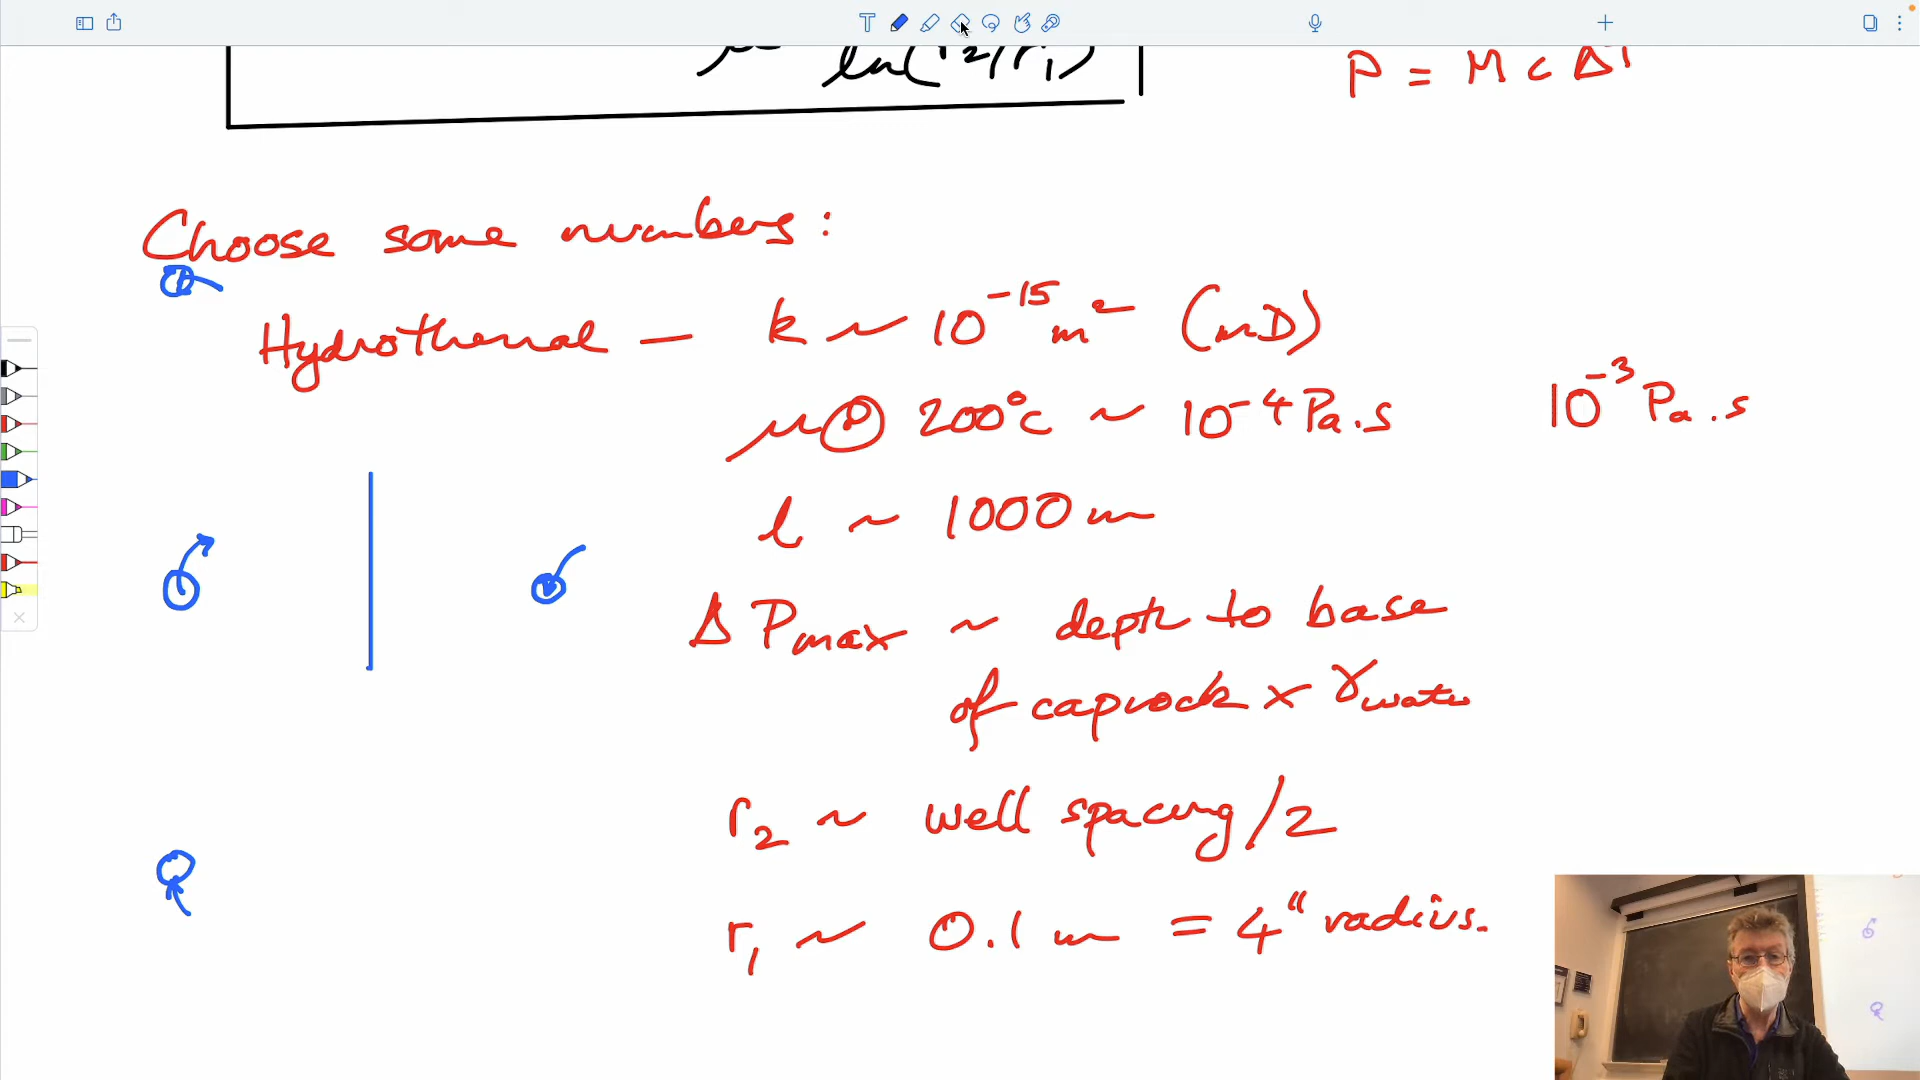 μ ln(r2/r1)
P = M c ΔT
Choose some numbers:
Hydrothermal — k ~ 10⁻¹⁵ m² (mD)
μ @ 200°C ~ 10⁻⁴ Pa.s 10⁻³ Pa.s
l ~ 1000 m
ΔPmax ~ depth to base
of caprock × γwater
r₂ ~ well spacing/2
r₁ ~ 0.1 m = 4" radius.